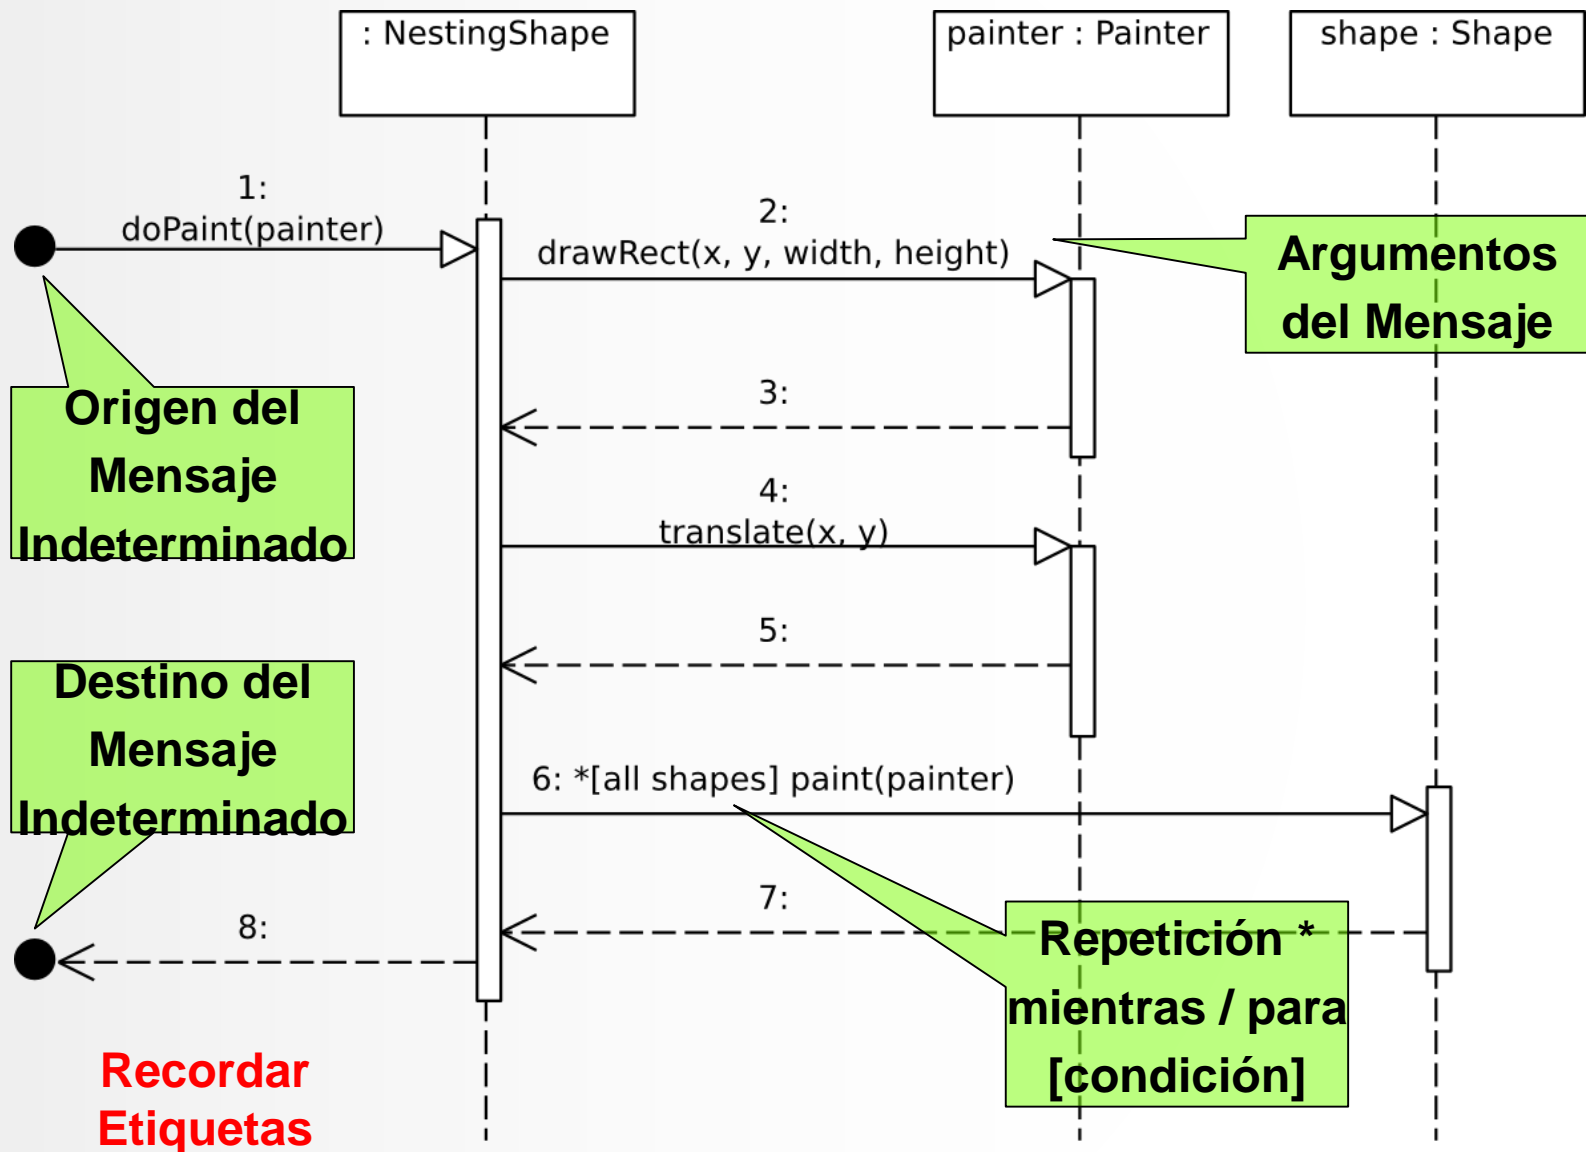 : NestingShape
painter : Painter
shape : Shape
1:
doPaint(painter)
2:
drawRect(x, y, width, height)
Argumentos
del Mensaje
3:
Origen del
Mensaje
Indeterminado
4:
translate(x, y)
5:
Destino del
Mensaje
Indeterminado
6: *[all shapes] paint(painter)
7:
8:
Repetición *
mientras / para
[condición]
Recordar
Etiquetas